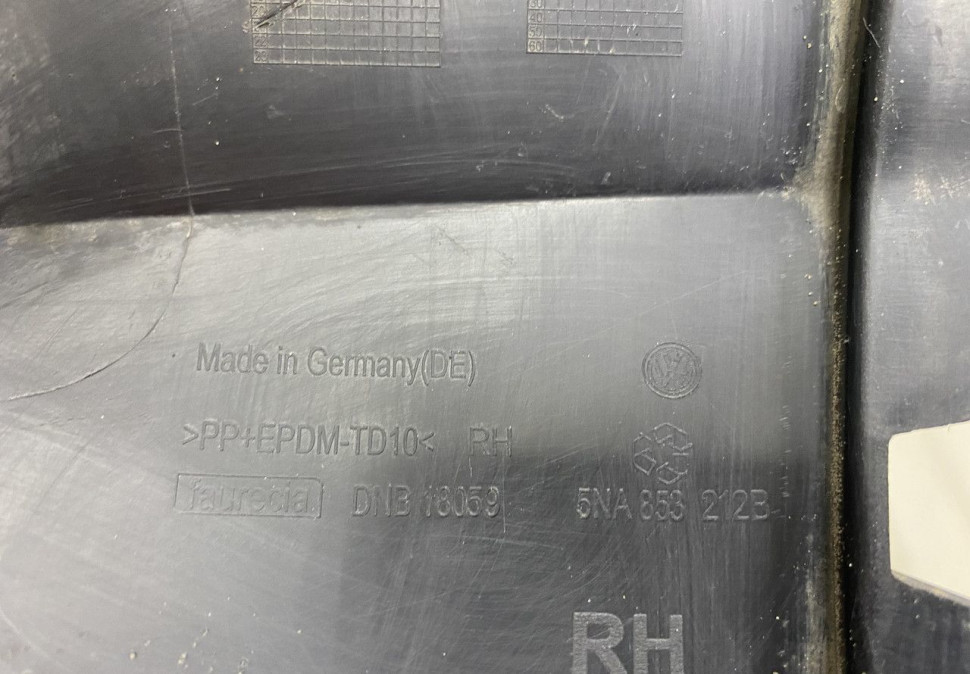 Made in Germany(DE)
>PP+EPDM-TD10< RH
faurecia DNB 18059 5NA 853 212B
RH